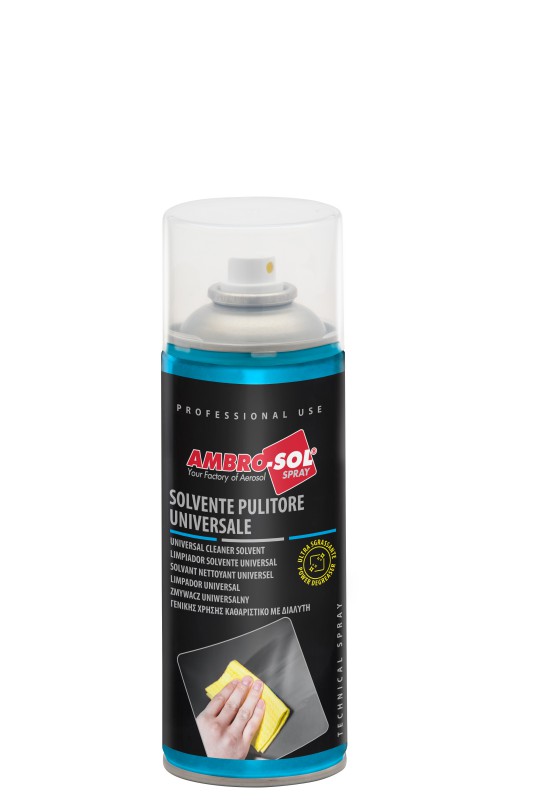 PROFESSIONAL USE
AMBRO-SOL®
SPRAY
Your Factory of Aerosol
SOLVENTE PULITORE
UNIVERSALE
UNIVERSAL CLEANER SOLVENT
LIMPIADOR SOLVENTE UNIVERSAL
SOLVANT NETTOYANT UNIVERSEL
LIMPADOR UNIVERSAL
ZMYWACZ UNIWERSALNY
ΓΕΝΙΚΗΣ ΧΡΗΣΗΣ ΚΑΘΑΡΙΣΤΙΚΟ ΜΕ ΔΙΑΛΥΤΗ
ULTRA SGRASSANTE
POWER DEGREASER
TECHNICAL SPRAY